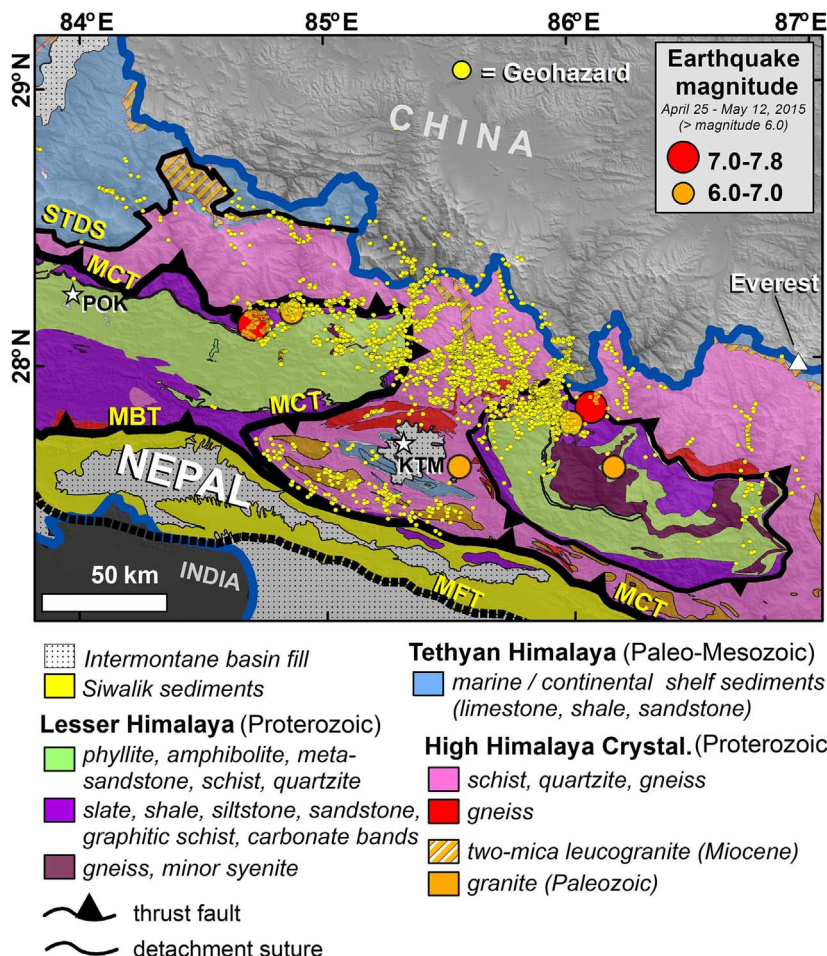 84°E
85°E
86°E
87°E
29°N
28°N
= Geohazard
Earthquake
magnitude
April 25 - May 12, 2015
(> magnitude 6.0)
7.0-7.8
6.0-7.0
CHINA
Everest
STDS
MCT
POK
MCT
MBT
KTM
NEPAL
INDIA
50 km
MFT
MCT
Intermontane basin fill
Siwalik sediments
Lesser Himalaya (Proterozoic)
phyllite, amphibolite, meta-
sandstone, schist, quartzite
slate, shale, siltstone, sandstone,
graphitic schist, carbonate bands
gneiss, minor syenite
thrust fault
detachment suture
Tethyan Himalaya (Paleo-Mesozoic)
marine / continental shelf sediments
(limestone, shale, sandstone)
High Himalaya Crystal. (Proterozoic
schist, quartzite, gneiss
gneiss
two-mica leucogranite (Miocene)
granite (Paleozoic)